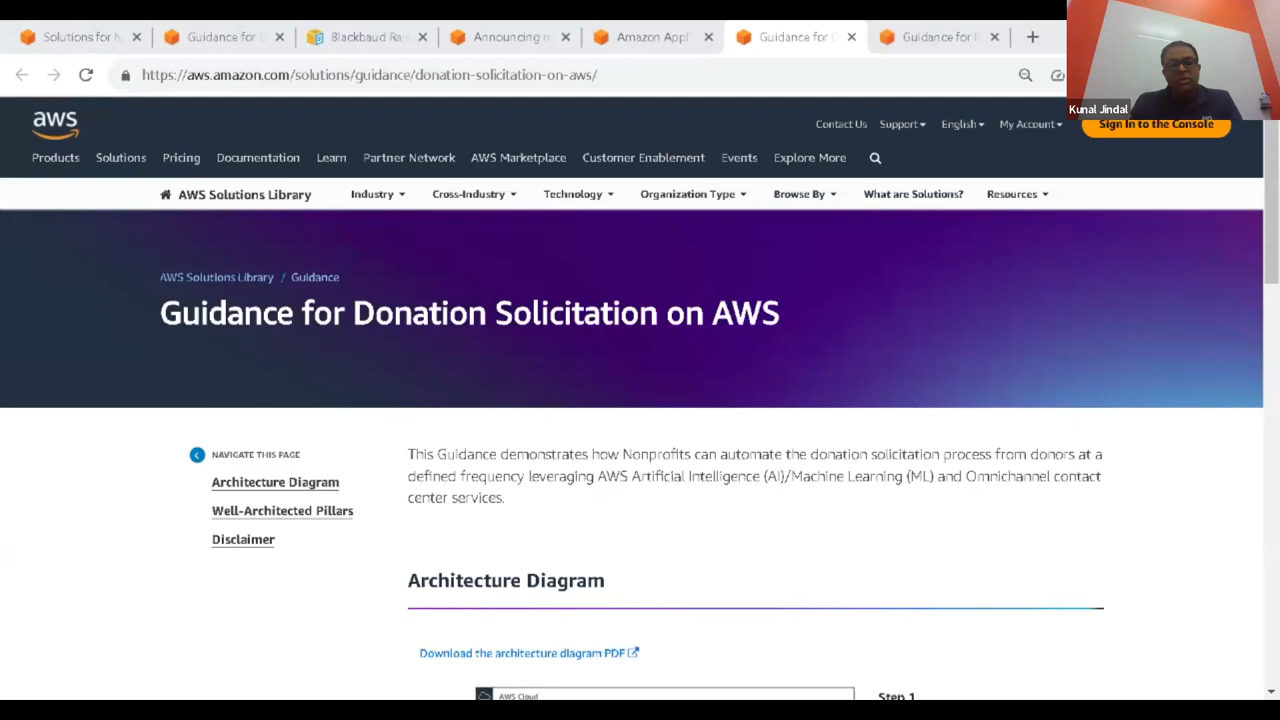 Solutions for N
Guidance for D
Blackbaud Rai
Announcing n
Amazon AppF
Guidance for D
Guidance for
https://aws.amazon.com/solutions/guidance/donation-solicitation-on-aws/
Kunal Jindal
aws
Contact Us
Support
English
My Account
Sign In to the Console
Products
Solutions
Pricing
Documentation
Learn
Partner Network
AWS Marketplace
Customer Enablement
Events
Explore More
AWS Solutions Library
Industry
Cross-Industry
Technology
Organization Type
Browse By
What are Solutions?
Resources
AWS Solutions Library / Guidance
Guidance for Donation Solicitation on AWS
NAVIGATE THIS PAGE
Architecture Diagram
Well-Architected Pillars
Disclaimer
This Guidance demonstrates how Nonprofits can automate the donation solicitation process from donors at a
defined frequency leveraging AWS Artificial Intelligence (AI)/Machine Learning (ML) and Omnichannel contact
center services.
Architecture Diagram
Download the architecture diagram PDF
AWS Cloud
Step 1